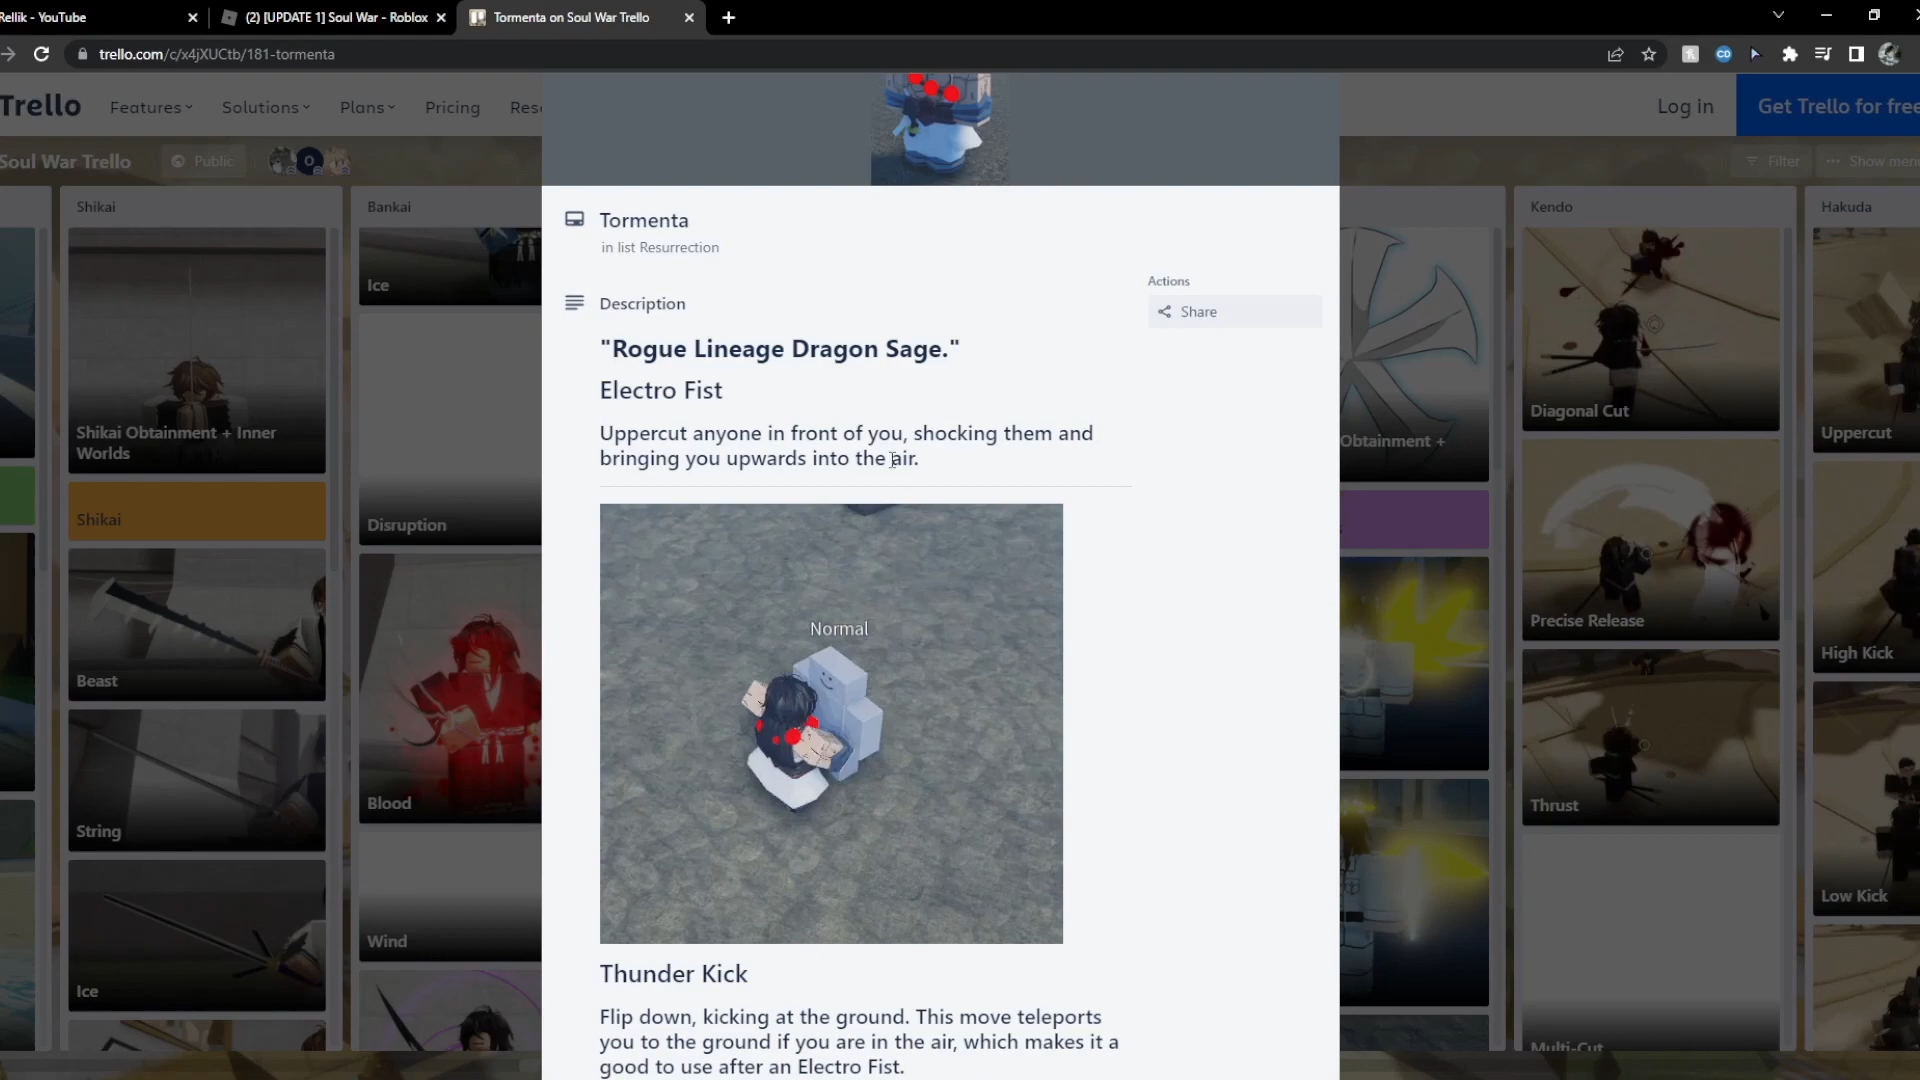 Rellik - YouTube
(2) [UPDATE 1] Soul War - Roblox
Tormenta on Soul War Trello
trello.com/c/x4jXUCtb/181-tormenta
Trello
Features
Solutions
Plans
Pricing
Log in
Get Trello for free
Soul War Trello
Public
Filter
Show menu
Shikai
Shikai Obtainment + Inner
Worlds
Shikai
Beast
String
Ice
Bankai
Ice
Disruption
Blood
Wind
Tormenta
in list Resurrection
Description
"Rogue Lineage Dragon Sage."
Electro Fist
Uppercut anyone in front of you, shocking them and
bringing you upwards into the air.
Normal
Thunder Kick
Flip down, kicking at the ground. This move teleports
you to the ground if you are in the air, which makes it a
good to use after an Electro Fist.
Actions
Share
Obtainment +
Kendo
Diagonal Cut
Precise Release
Thrust
Multi-Cut
Hakuda
Uppercut
High Kick
Low Kick